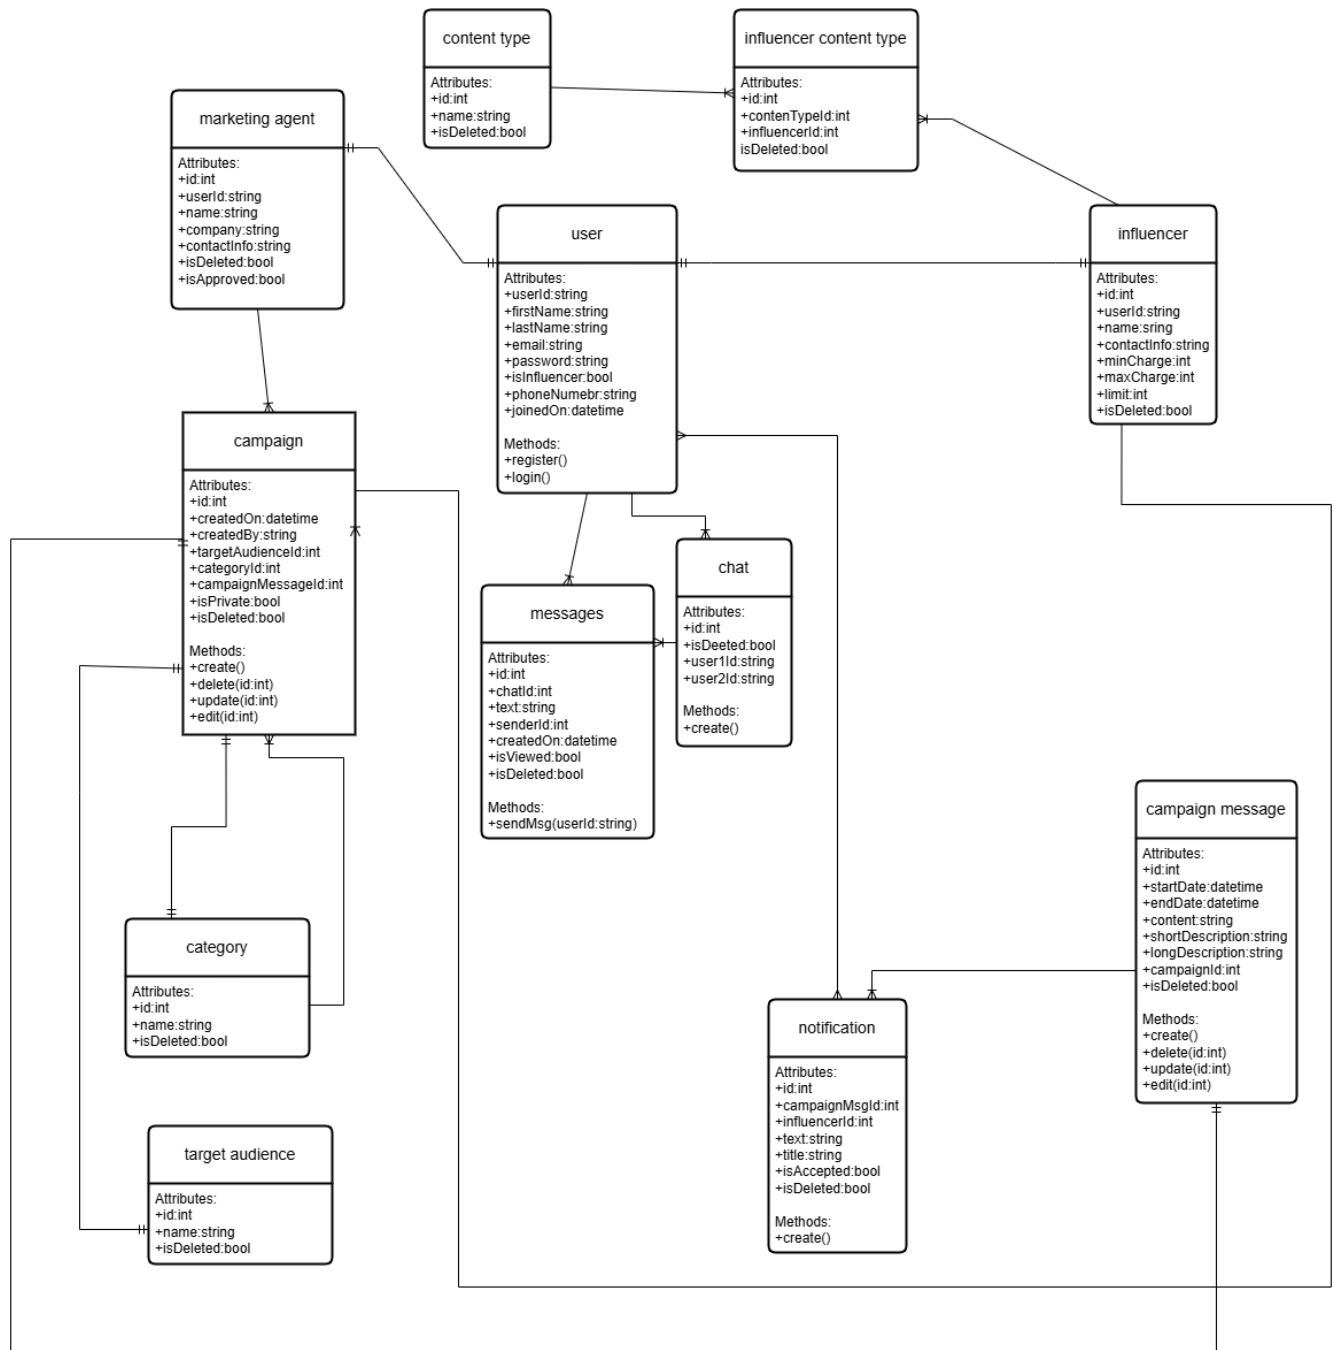 content type
Attributes:
+id:int
+name:string
+isDeleted:bool
influencer content type
Attributes:
+id:int
+contenTypeId:int
+influencerId:int
isDeleted:bool
marketing agent
Attributes:
+id:int
+userId:string
+name:string
+company:string
+contactInfo:string
+isDeleted:bool
+isApproved:bool
user
Attributes:
+userId:string
+firstName:string
+lastName:string
+email:string
+password:string
+isInfluencer:bool
+phoneNumebr:string
+joinedOn:datetime
Methods:
+register()
+login()
influencer
Attributes:
+id:int
+userId:string
+name:sring
+contactInfo:string
+minCharge:int
+maxCharge:int
+limit:int
+isDeleted:bool
campaign
Attributes:
+id:int
+createdOn:datetime
+createdBy:string
+targetAudienceId:int
+categoryId:int
+campaignMessageId:int
+isPrivate:bool
+isDeleted:bool
Methods:
+create()
+delete(id:int)
+update(id:int)
+edit(id:int)
messages
Attributes:
+id:int
+chatId:int
+text:string
+senderId:int
+createdOn:datetime
+isViewed:bool
+isDeleted:bool
Methods:
+sendMsg(userId:string)
chat
Attributes:
+id:int
+isDeeted:bool
+user1Id:string
+user2Id:string
Methods:
+create()
campaign message
Attributes:
+id:int
+startDate:datetime
+endDate:datetime
+content:string
+shortDescription:string
+longDescription:string
+campaignId:int
+isDeleted:bool
Methods:
+create()
+delete(id:int)
+update(id:int)
+edit(id:int)
category
Attributes:
+id:int
+name:string
+isDeleted:bool
notification
Attributes:
+id:int
+campaignMsgId:int
+influencerId:int
+text:string
+title:string
+isAccepted:bool
+isDeleted:bool
Methods:
+create()
target audience
Attributes:
+id:int
+name:string
+isDeleted:bool